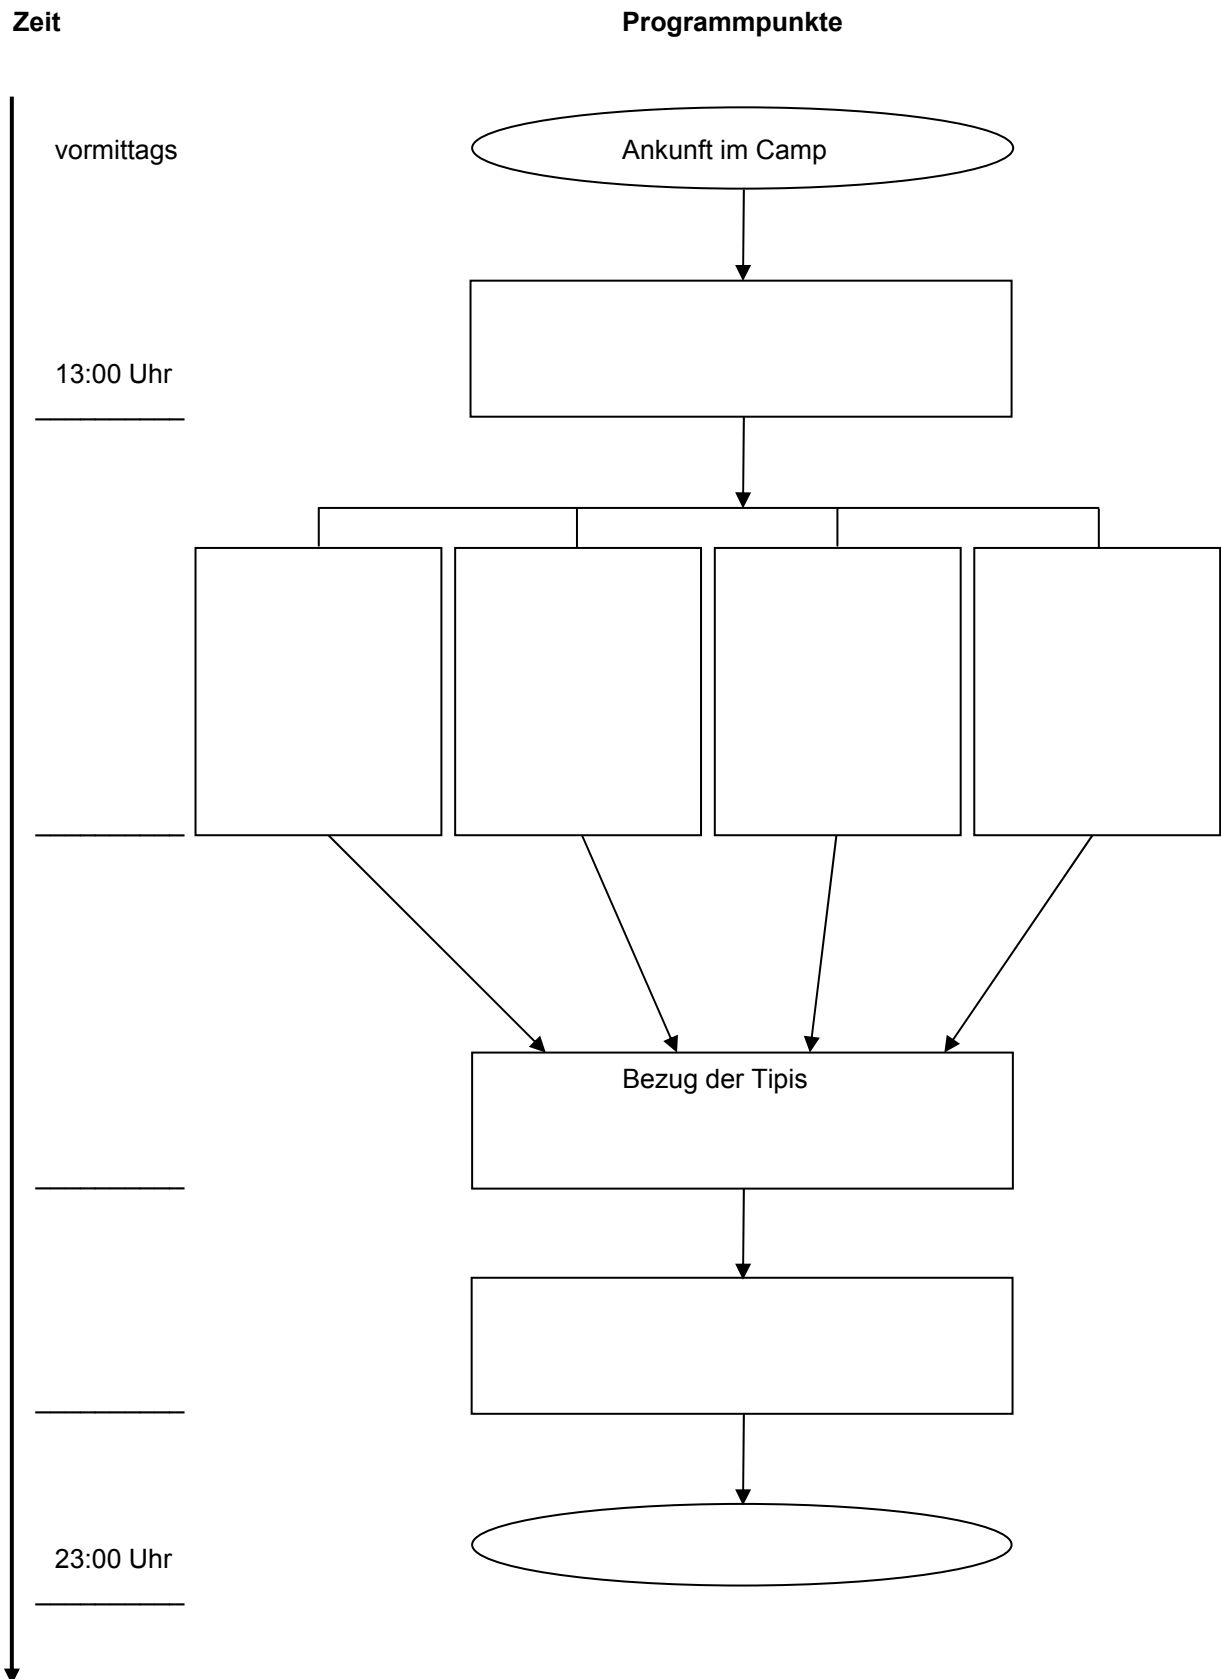 Zeit Programmpunkte
vormittags Ankunft im Camp
13:00 Uhr
Bezug der Tipis
23:00 Uhr